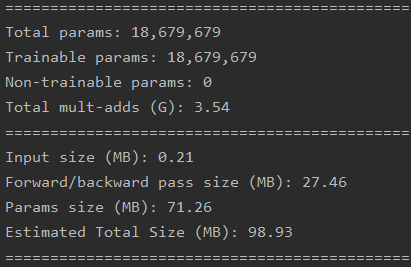 ==============================================
Total params: 18,679,679
Trainable params: 18,679,679
Non-trainable params: 0
Total mult-adds (G): 3.54
==============================================
Input size (MB): 0.21
Forward/backward pass size (MB): 27.46
Params size (MB): 71.26
Estimated Total Size (MB): 98.93
==============================================